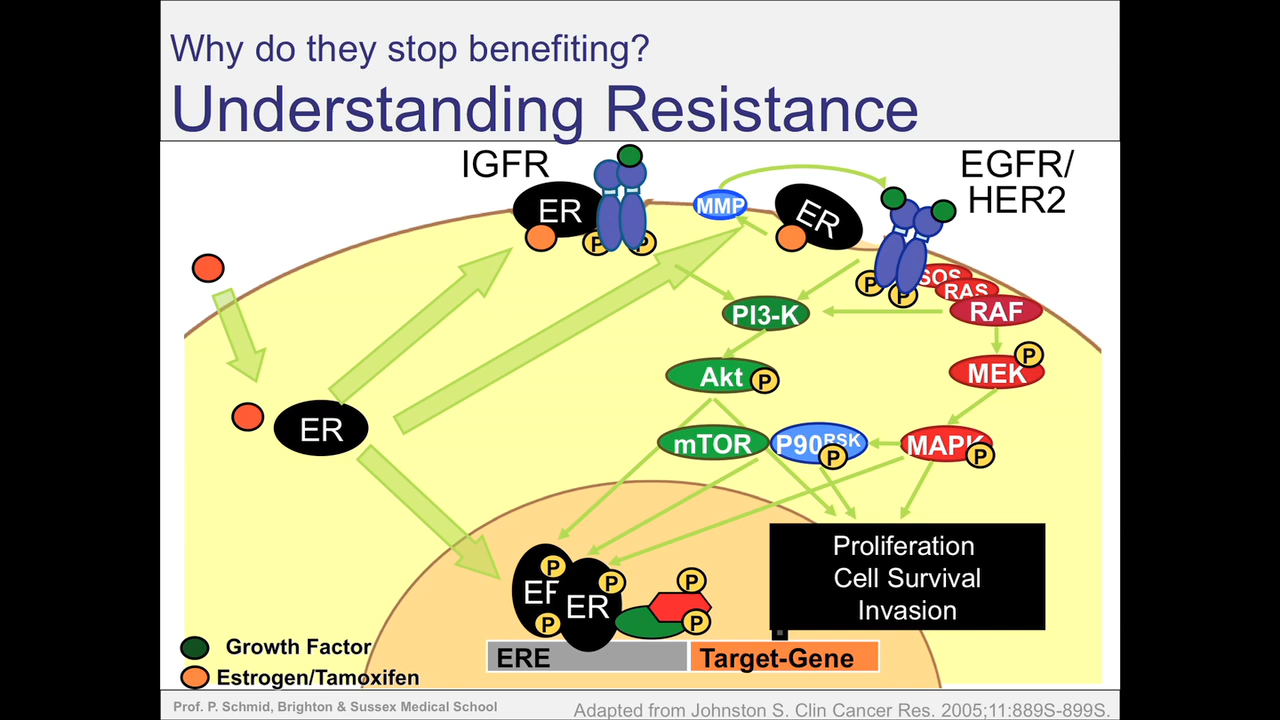 Why do they stop benefiting?
Understanding Resistance
IGFR
EGFR/
HER2
ER
MMP
ER
P
P
P
P
SOS
RAS
RAF
PI3-K
P
MEK
Akt
P
ER
mTOR
P90RSK
P
MAPK
P
Proliferation
Cell Survival
Invasion
P
P
P
ER
ER
P
P
ERE
Target-Gene
Growth Factor
Estrogen/Tamoxifen
Prof. P. Schmid, Brighton & Sussex Medical School
Adapted from Johnston S. Clin Cancer Res. 2005;11:889S-899S.